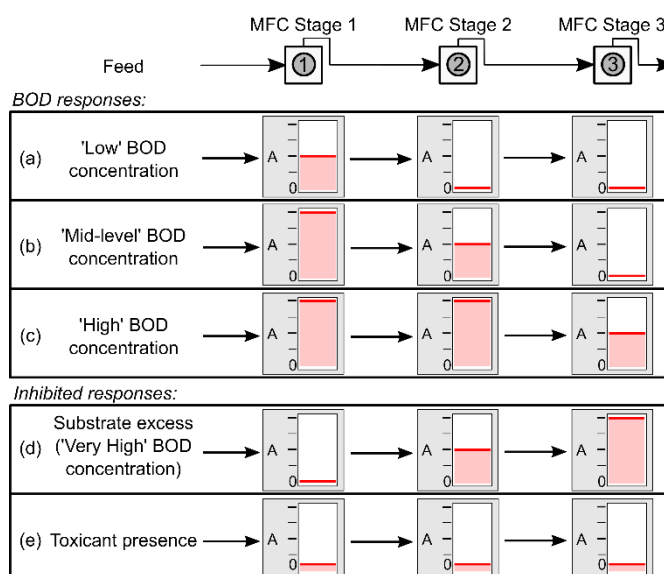 MFC Stage 1 MFC Stage 2 MFC Stage 3
Feed 1 2 3
BOD responses:
(a) 'Low' BOD concentration A 0 0 0
(b) 'Mid-level' BOD concentration A 0 A 0 A 0
(c) 'High' BOD concentration A 0 A 0 A 0
Inhibited responses:
(d) Substrate excess ('Very High' BOD concentration) A 0 A 0 A 0
(e) Toxicant presence A 0 A 0 A 0